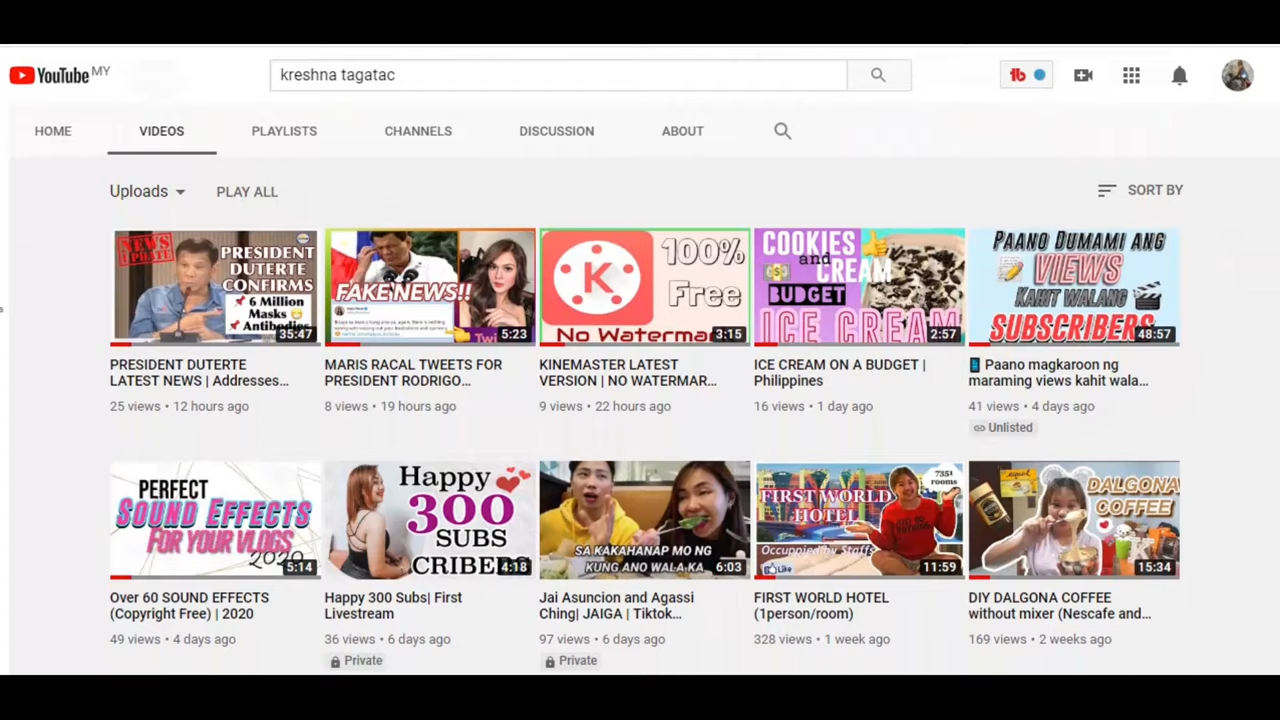 YouTube MY
kreshna tagatac
HOME
VIDEOS
PLAYLISTS
CHANNELS
DISCUSSION
ABOUT
Uploads
PLAY ALL
SORT BY
NEWS
UPDATE
PRESIDENT
DUTERTE
CONFIRMS
6 Million
Masks
Antibodies
35:47
FAKE NEWS!!
5:23
K
100%
Free
No Watermar
3:15
COOKIES
and
CREAM
BUDGET
ICE CREAM
2:57
PAANO DUMAMI ANG
VIEWS
KAHIT WALANG
SUBSCRIBERS
48:57
PRESIDENT DUTERTE
LATEST NEWS | Addresses...
25 views • 12 hours ago
MARIS RACAL TWEETS FOR
PRESIDENT RODRIGO...
8 views • 19 hours ago
KINEMASTER LATEST
VERSION | NO WATERMAR...
9 views • 22 hours ago
ICE CREAM ON A BUDGET |
Philippines
16 views • 1 day ago
Paano magkaroon ng
maraming views kahit wala...
41 views • 4 days ago
Unlisted
PERFECT
SOUND EFFECTS
FOR YOUR VLOGS
2020
5:14
Happy
300
SUBS
CRIBERS
4:18
SA KAKAHANAP MO NG
KUNG ANO WALA KA
6:03
7351
rooms
FIRST WORLD
HOTEL
Occuppied by Staffs
Like
11:59
DALGONA
COFFEE
15:34
Over 60 SOUND EFFECTS
(Copyright Free) | 2020
49 views • 4 days ago
Happy 300 Subs| First
Livestream
36 views • 6 days ago
Private
Jai Asuncion and Agassi
Ching| JAIGA | Tiktok...
97 views • 6 days ago
Private
FIRST WORLD HOTEL
(1person/room)
328 views • 1 week ago
DIY DALGONA COFFEE
without mixer (Nescafe and...
169 views • 2 weeks ago